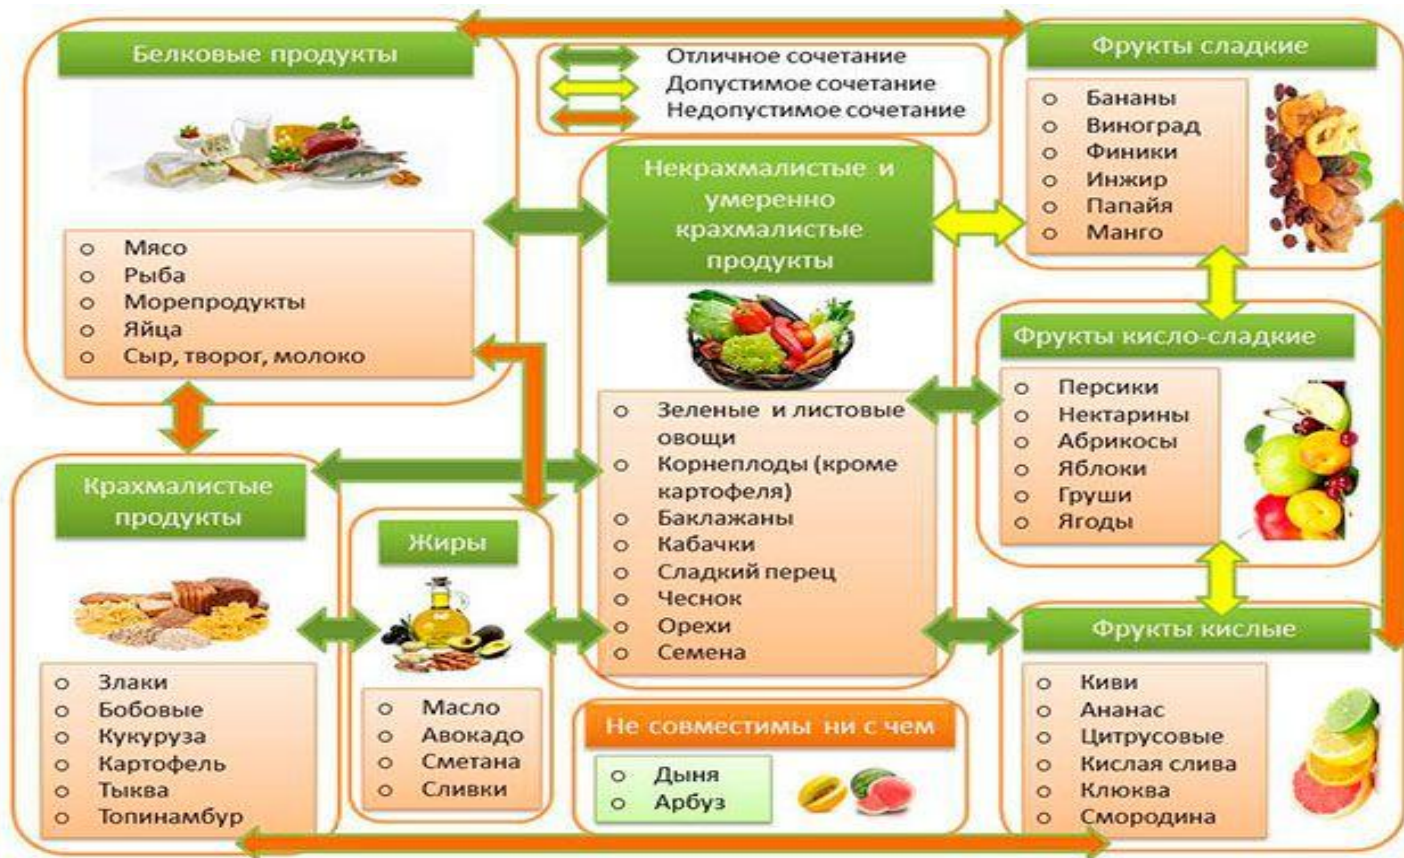 Белковые продукты
Мясо
Рыба
Морепродукты
Яйца
Сыр, творог, молоко
Отличное сочетание
Допустимое сочетание
Недопустимое сочетание
Фрукты сладкие
Бананы
Виноград
Финики
Инжир
Папайя
Манго
Некрахмалистые и
умеренно
крахмалистые
продукты
Зеленые и листовые
овощи
Корнеплоды (кроме
картофеля)
Баклажаны
Кабачки
Сладкий перец
Чеснок
Орехи
Семена
Фрукты кисло-сладкие
Персики
Нектарины
Абрикосы
Яблоки
Груши
Ягоды
Крахмалистые
продукты
Злаки
Бобовые
Кукуруза
Картофель
Тыква
Топинамбур
Жиры
Масло
Авокадо
Сметана
Сливки
Не совместимы ни с чем
Дыня
Арбуз
Фрукты кислые
Киви
Ананас
Цитрусовые
Кислая слива
Клюква
Смородина